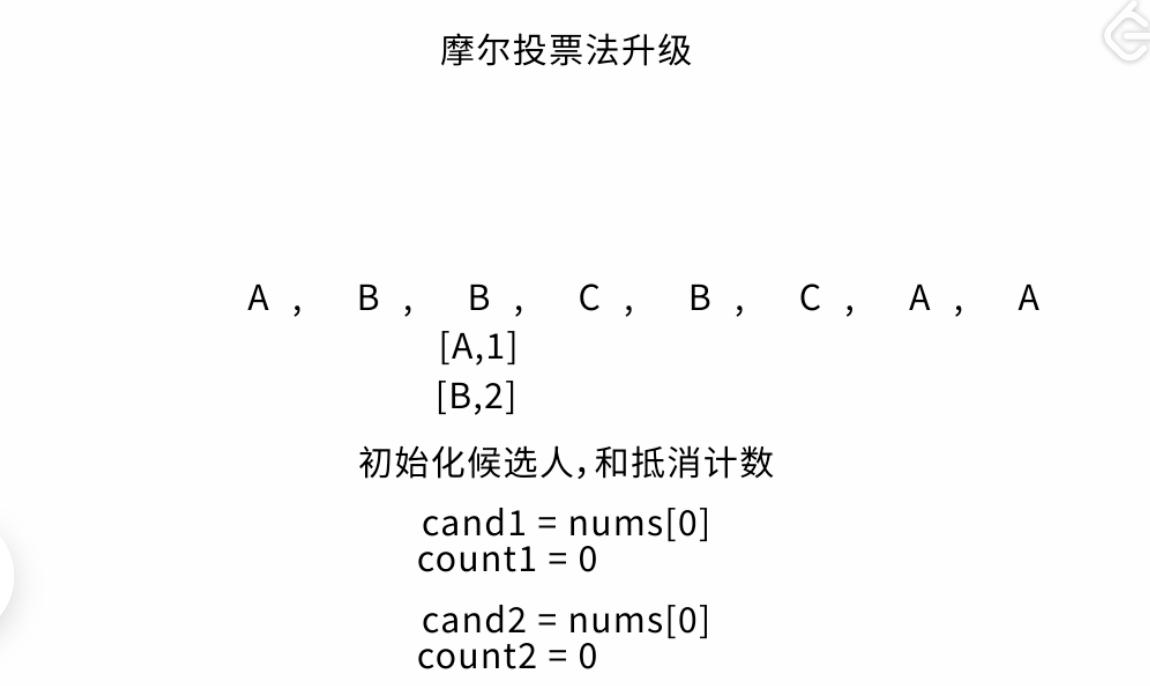 摩尔投票法升级
A , B , B , C , B , C , A , A
[A,1]
[B,2]
初始化候选人,和抵消计数
cand1 = nums[0]
count1 = 0
cand2 = nums[0]
count2 = 0